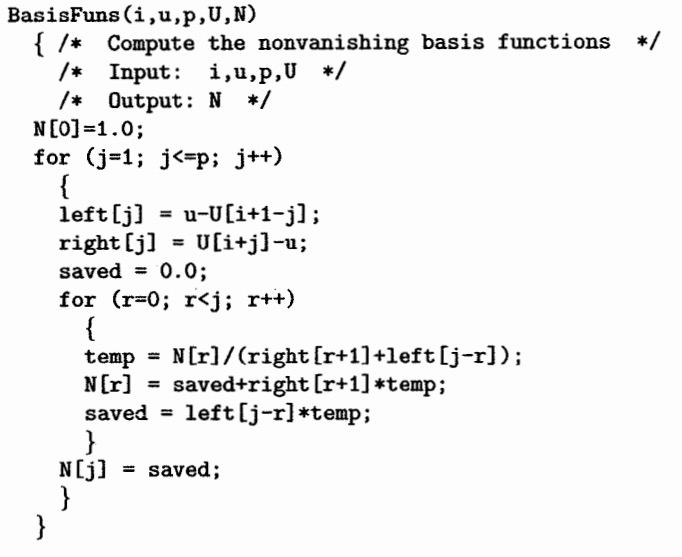 BasisFuns(i,u,p,U,N)
{ /* Compute the nonvanishing basis functions */
/* Input: i,u,p,U */
/* Output: N */
N[0]=1.0;
for (j=1; j<=p; j++)
{
left[j] = u-U[i+1-j];
right[j] = U[i+j]-u;
saved = 0.0;
for (r=0; r<j; r++)
{
temp = N[r]/(right[r+1]+left[j-r]);
N[r] = saved+right[r+1]*temp;
saved = left[j-r]*temp;
}
N[j] = saved;
}
}